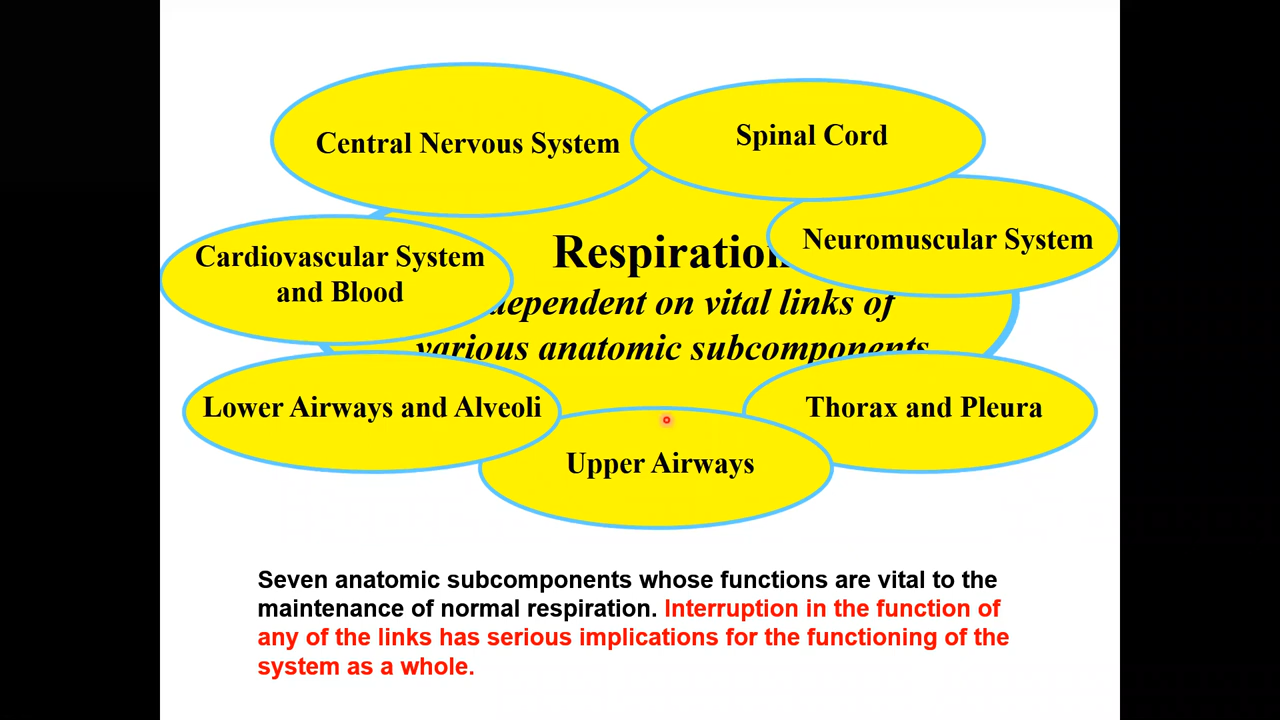 Central Nervous System
Spinal Cord
Neuromuscular System
Cardiovascular System
and Blood
Respiration
dependent on vital links of
various anatomic subcomponents
Lower Airways and Alveoli
Thorax and Pleura
Upper Airways
Seven anatomic subcomponents whose functions are vital to the
maintenance of normal respiration. Interruption in the function of
any of the links has serious implications for the functioning of the
system as a whole.